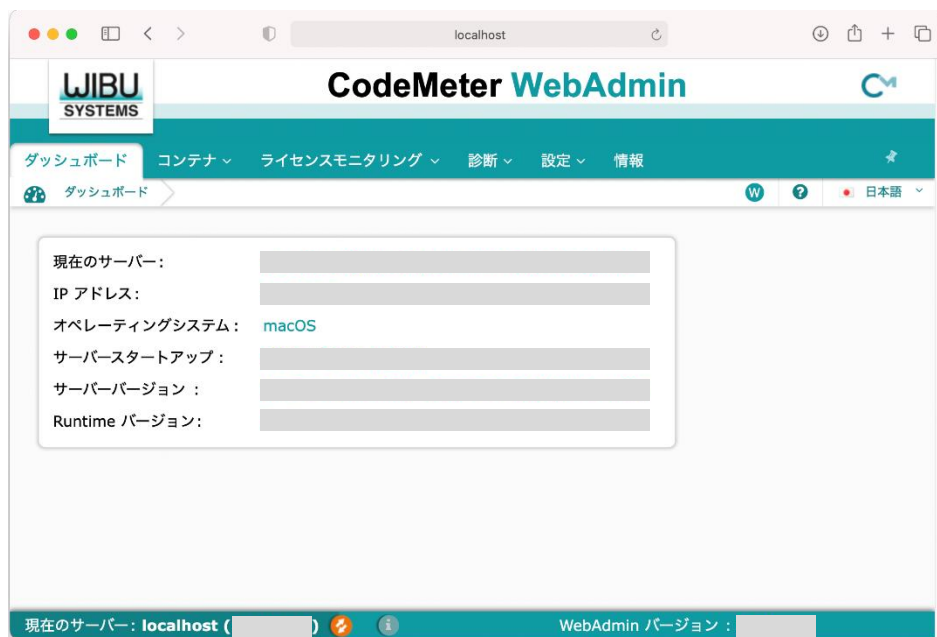 localhost
WIBU
SYSTEMS
CodeMeter WebAdmin
CM
ダッシュボード コンテナ ライセンスモニタリング 診断 設定 情報
ダッシュボード W ? 日本語
現在のサーバー:
IP アドレス:
オペレーティングシステム: macOS
サーバースタートアップ:
サーバーバージョン :
Runtime バージョン:
現在のサーバー: localhost ( ) i WebAdmin バージョン :